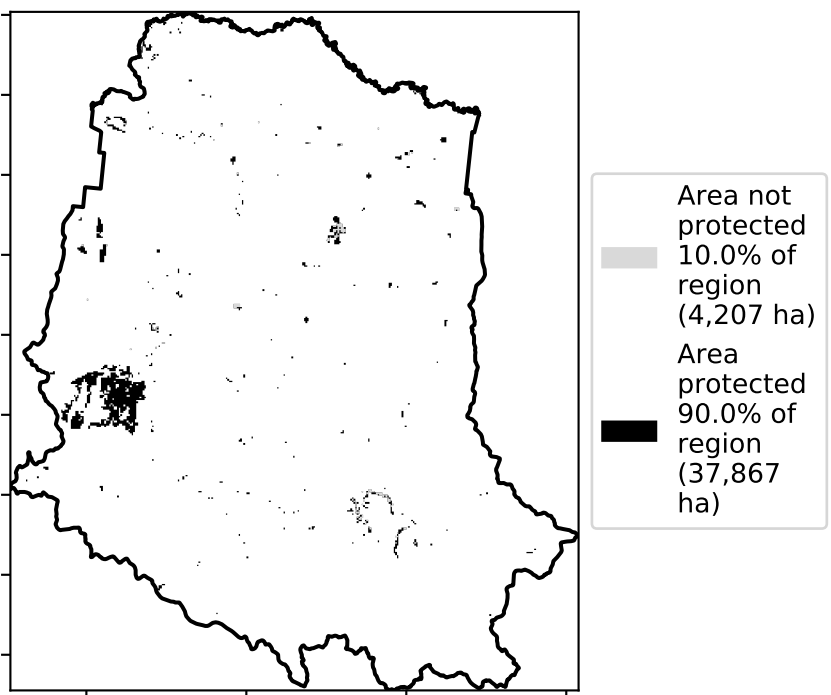 Area not
protected
10.0% of
region
(4,207 ha)
Area
protected
90.0% of
region
(37,867
ha)